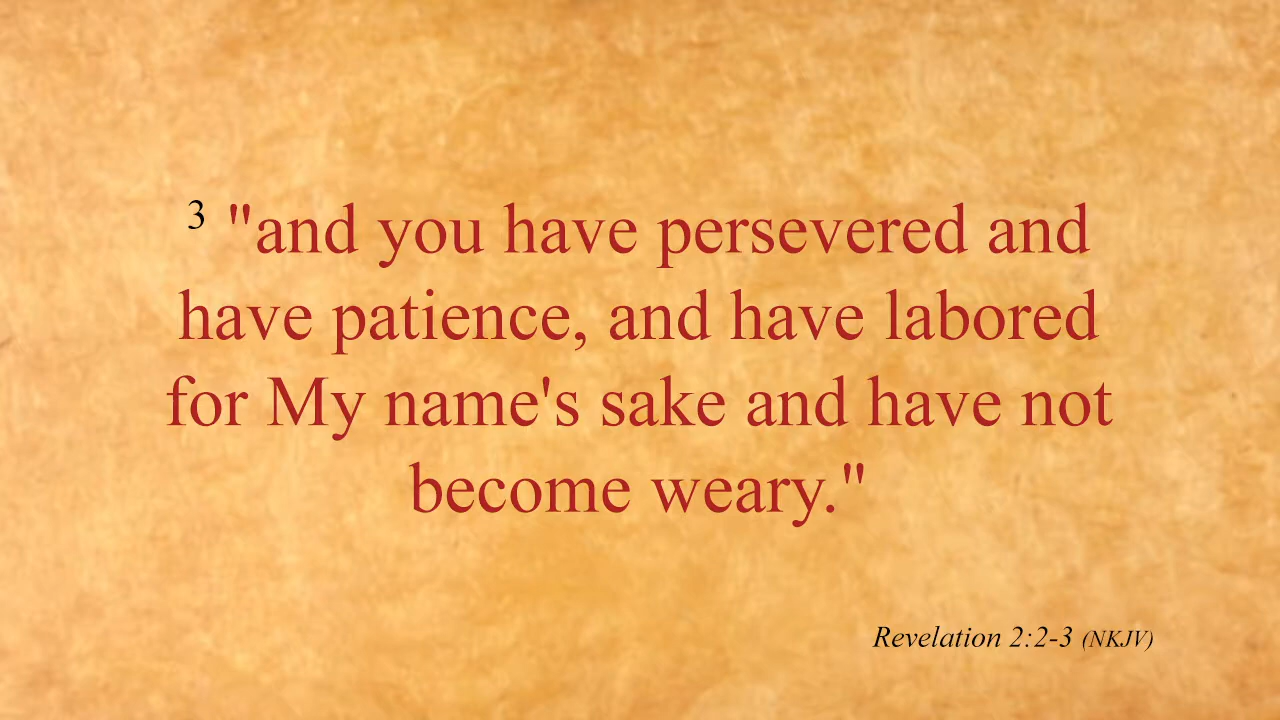 3 "and you have persevered and
have patience, and have labored
for My name's sake and have not
become weary."
Revelation 2:2-3 (NKJV)